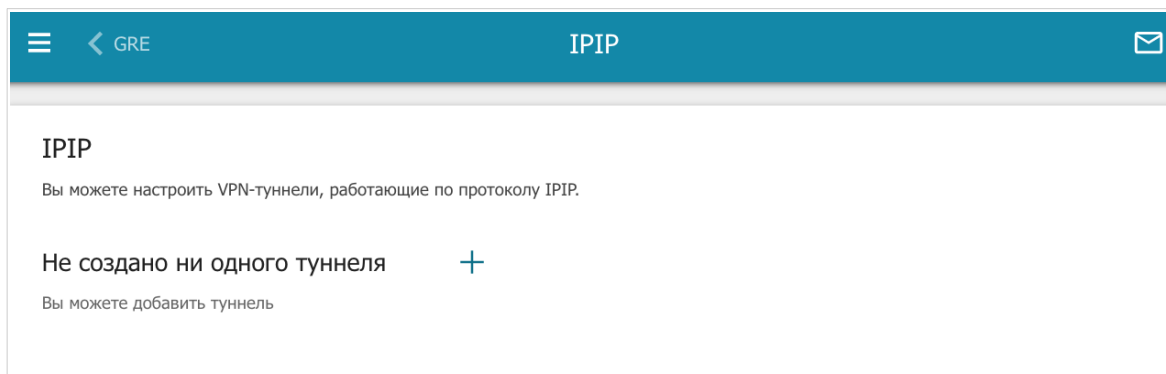 GRE
IPIP
IPIP
Вы можете настроить VPN-туннели, работающие по протоколу IPIP.
Не создано ни одного туннеля
Вы можете добавить туннель